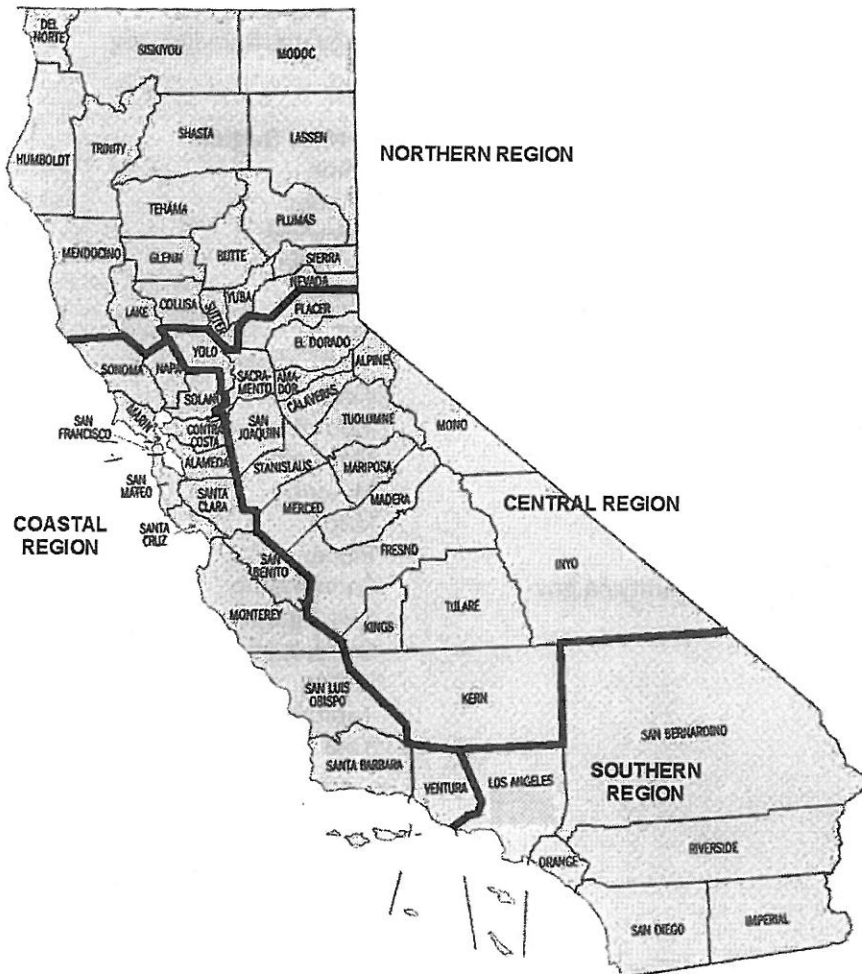 DEL
NORTE
SISKIYOU
MODOC
HUMBOLDT
TRINITY
SHASTA
LASSEN
NORTHERN REGION
TEHAMA
PLUMAS
MENDOCINO
GLENN
BUTTE
SIERRA
LAKE
COLUSA
SUTTER
YUBA
NEVADA
PLACER
SONOMA
NAPA
YOLO
EL DORADO
SACRA-
MENTO
AMA-
DOR
ALPINE
SOLANO
CALAVERAS
MARIN
SAN
FRANCISCO
CONTRA
COSTA
SAN
JOAQUIN
TUOLUMNE
MONO
ALAMEDA
STANISLAUS
MARIPOSA
SAN
MATEO
SANTA
CLARA
MERCED
MADERA
CENTRAL REGION
COASTAL
REGION
SANTA
CRUZ
SAN
BENITO
FRESNO
INYO
MONTEREY
KINGS
TULARE
SAN LUIS
OBISPO
KERN
SAN BERNARDINO
SANTA BARBARA
VENTURA
LOS ANGELES
SOUTHERN
REGION
ORANGE
RIVERSIDE
SAN DIEGO
IMPERIAL